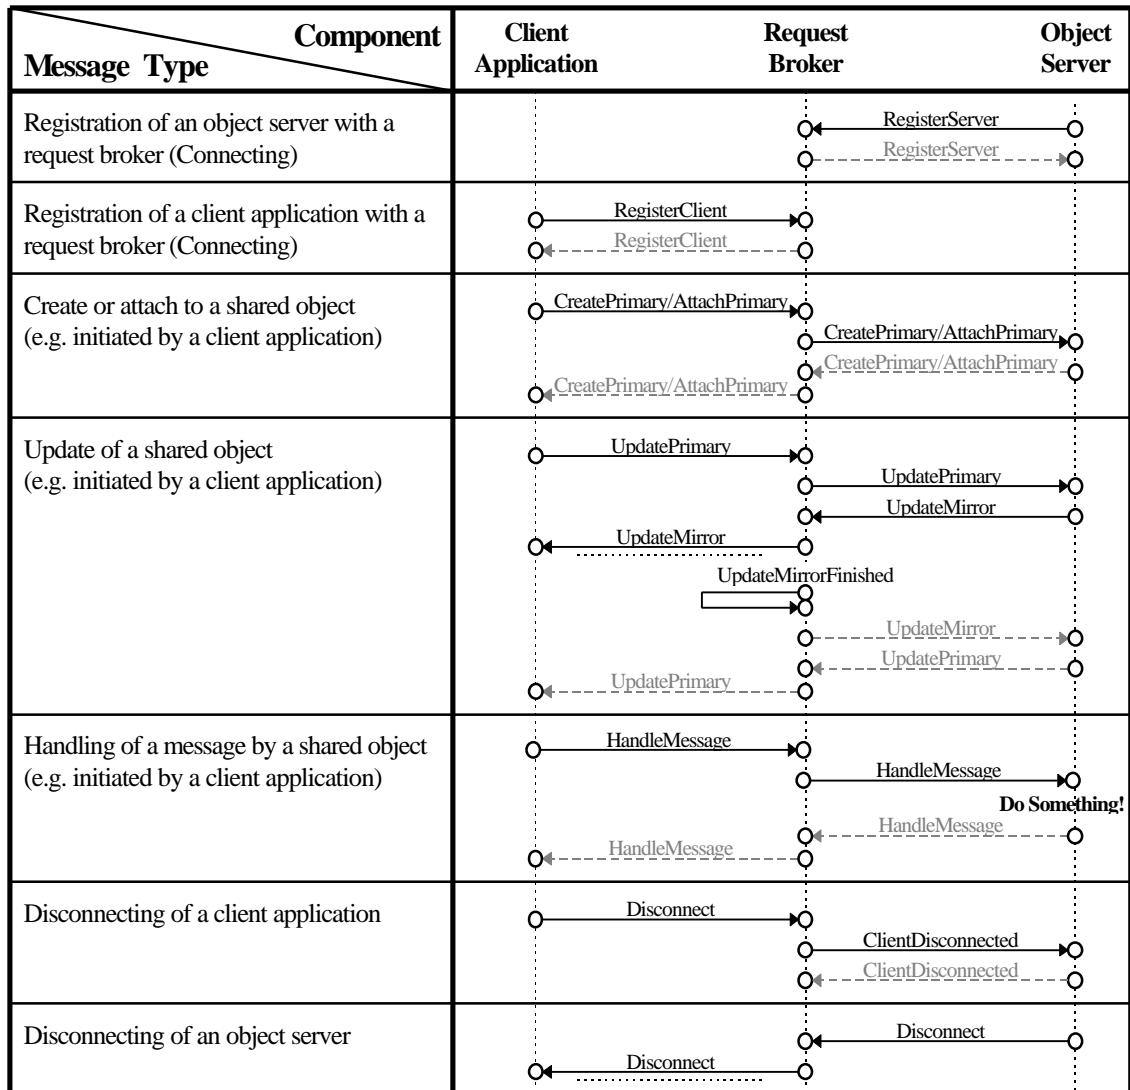 Component
Message Type
Client
Application
Request
Broker
Object
Server
Registration of an object server with a
request broker (Connecting)
RegisterServer
RegisterServer
Registration of a client application with a
request broker (Connecting)
RegisterClient
RegisterClient
Create or attach to a shared object
(e.g. initiated by a client application)
CreatePrimary/AttachPrimary
CreatePrimary/AttachPrimary
CreatePrimary/AttachPrimary
CreatePrimary/AttachPrimary
Update of a shared object
(e.g. initiated by a client application)
UpdatePrimary
UpdatePrimary
UpdateMirror
UpdateMirror
UpdateMirrorFinished
UpdateMirror
UpdatePrimary
UpdatePrimary
Handling of a message by a shared object
(e.g. initiated by a client application)
HandleMessage
HandleMessage
Do Something!
HandleMessage
HandleMessage
Disconnecting of a client application
Disconnect
ClientDisconnected
ClientDisconnected
Disconnecting of an object server
Disconnect
Disconnect